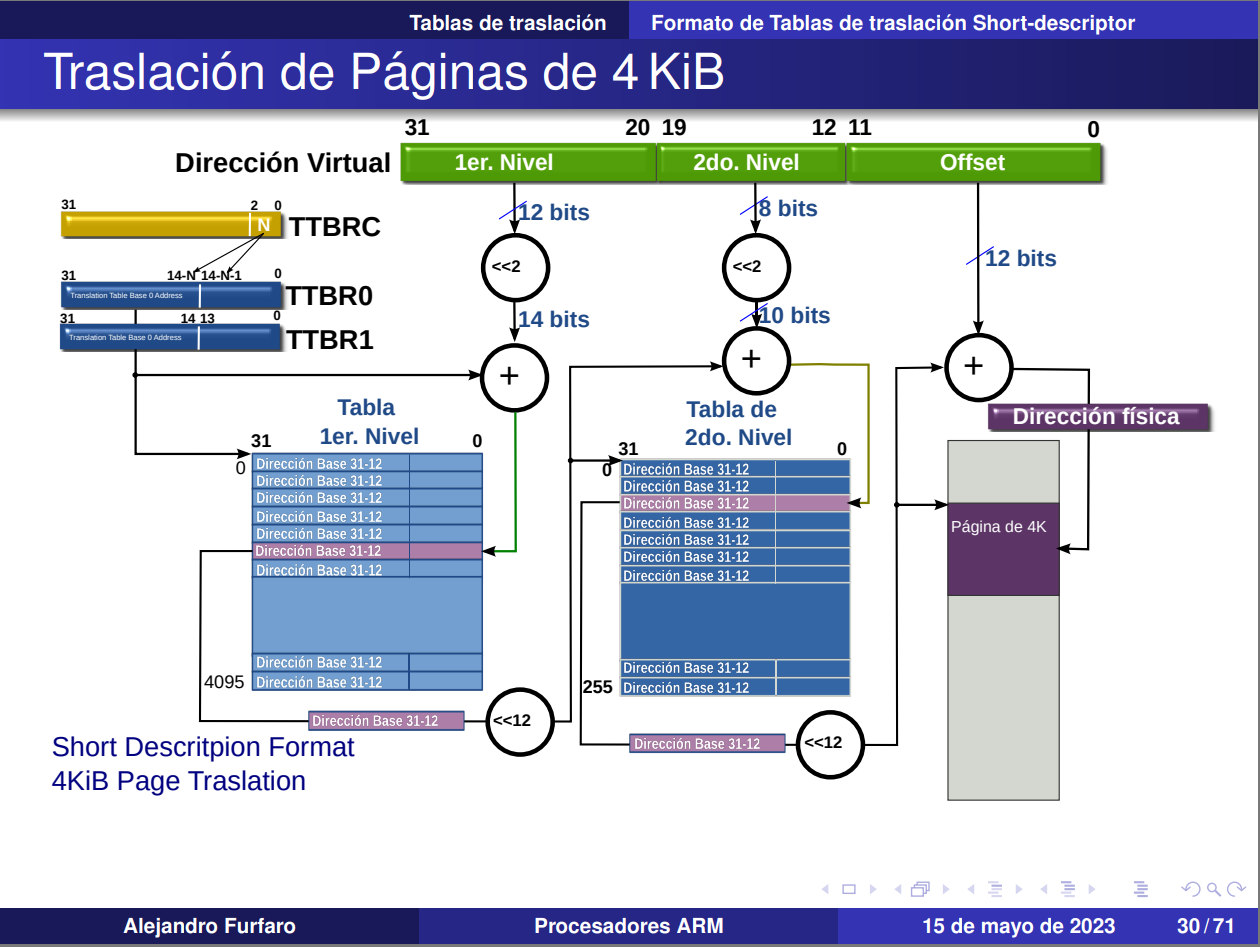 Tablas de traslación Formato de Tablas de traslación Short-descriptor
Traslación de Páginas de 4 KiB
31 20 19 12 11 0
Dirección Virtual 1er. Nivel 2do. Nivel Offset
31 2 0
N TTBRC
12 bits 8 bits 12 bits
<<2 <<2
31 14-N 14-N-1 0
Translation Table Base 0 Address TTBR0
31 14 13 0
Translation Table Base 0 Address TTBR1
14 bits 10 bits
+ + +
Dirección física
Tabla
1er. Nivel
31 0
0
Dirección Base 31-12
Dirección Base 31-12
Dirección Base 31-12
Dirección Base 31-12
Dirección Base 31-12
Dirección Base 31-12
Dirección Base 31-12
Dirección Base 31-12
4095 Dirección Base 31-12
Dirección Base 31-12 <<12
Tabla de
2do. Nivel
31 0
0 Dirección Base 31-12
Dirección Base 31-12
Dirección Base 31-12
Dirección Base 31-12
Dirección Base 31-12
Dirección Base 31-12
Dirección Base 31-12
Dirección Base 31-12
255 Dirección Base 31-12
Dirección Base 31-12 <<12
Página de 4K
Short Descritpion Format
4KiB Page Traslation
Alejandro Furfaro Procesadores ARM 15 de mayo de 2023 30 / 71